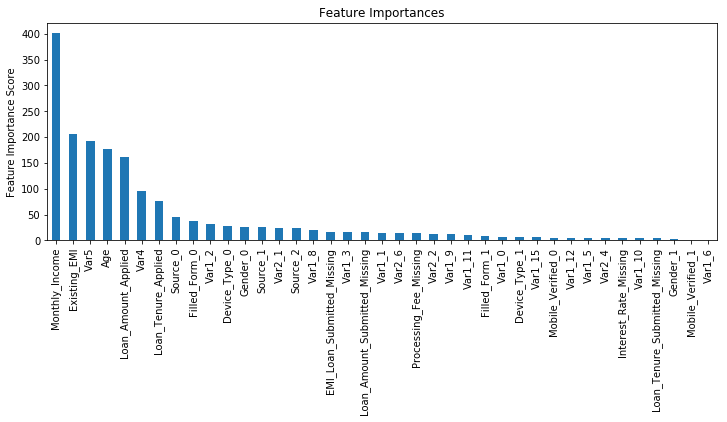 Feature Importances
Feature Importance Score
400
350
300
250
200
150
100
50
0
Monthly_Income
Existing_EMI
Var5
Age
Loan_Amount_Applied
Var4
Loan_Tenure_Applied
Source_0
Filled_Form_0
Var1_2
Device_Type_0
Gender_0
Source_1
Var2_1
Source_2
Var1_8
EMI_Loan_Submitted_Missing
Var1_3
Loan_Amount_Submitted_Missing
Var1_1
Var2_6
Processing_Fee_Missing
Var2_2
Var1_9
Var1_11
Filled_Form_1
Var1_0
Device_Type_1
Var1_15
Mobile_Verified_0
Var1_12
Var1_5
Var2_4
Interest_Rate_Missing
Var1_10
Loan_Tenure_Submitted_Missing
Gender_1
Mobile_Verified_1
Var1_6